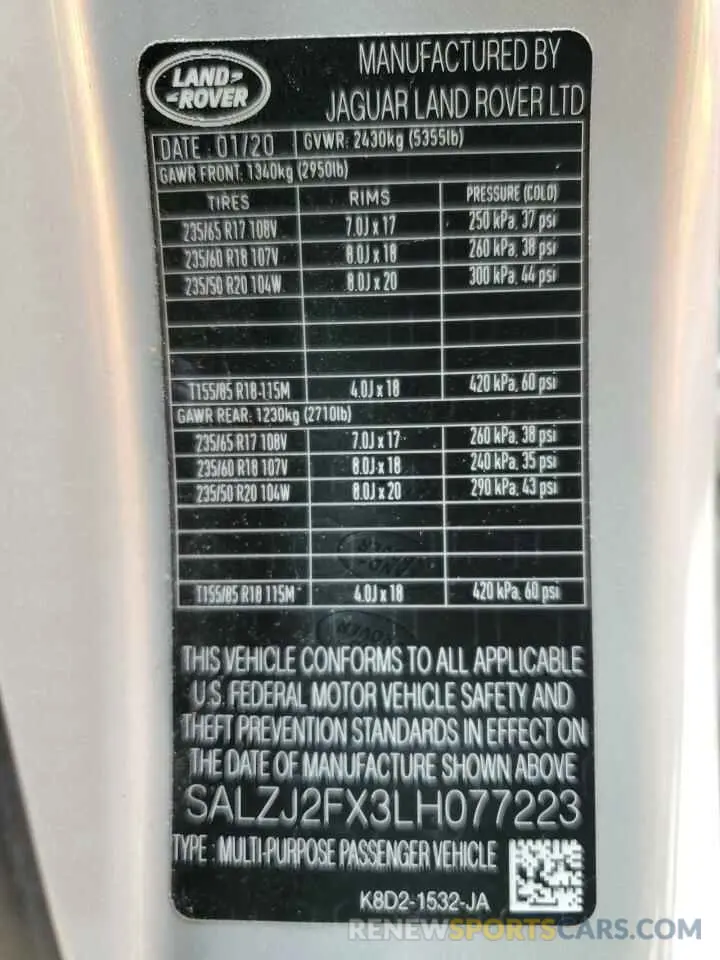 LAND-
-ROVER
MANUFACTURED BY
JAGUAR LAND ROVER LTD
DATE : 01/20 GVWR: 2430kg (5355lb)
GAWR FRONT: 1340kg (2950lb)
TIRES RIMS PRESSURE (COLD)
235/65 R17 108V 7.0J x 17 250 kPa, 37 psi
235/60 R18 107V 8.0J x 18 260 kPa, 38 psi
235/50 R20 104W 8.0J x 20 300 kPa, 44 psi
T155/85 R18 115M 4.0J x 18 420 kPa, 60 psi
GAWR REAR: 1230kg (2710lb)
235/65 R17 108V 7.0J x 17 260 kPa, 38 psi
235/60 R18 107V 8.0J x 18 240 kPa, 35 psi
235/50 R20 104W 8.0J x 20 290 kPa, 43 psi
T155/85 R18 115M 4.0J x 18 420 kPa, 60 psi
THIS VEHICLE CONFORMS TO ALL APPLICABLE
U.S. FEDERAL MOTOR VEHICLE SAFETY AND
THEFT PREVENTION STANDARDS IN EFFECT ON
THE DATE OF MANUFACTURE SHOWN ABOVE
SALZJ2FX3LH077223
TYPE : MULTI-PURPOSE PASSENGER VEHICLE
K8D2-1532-JA
RENEWSPORTSCARS.COM